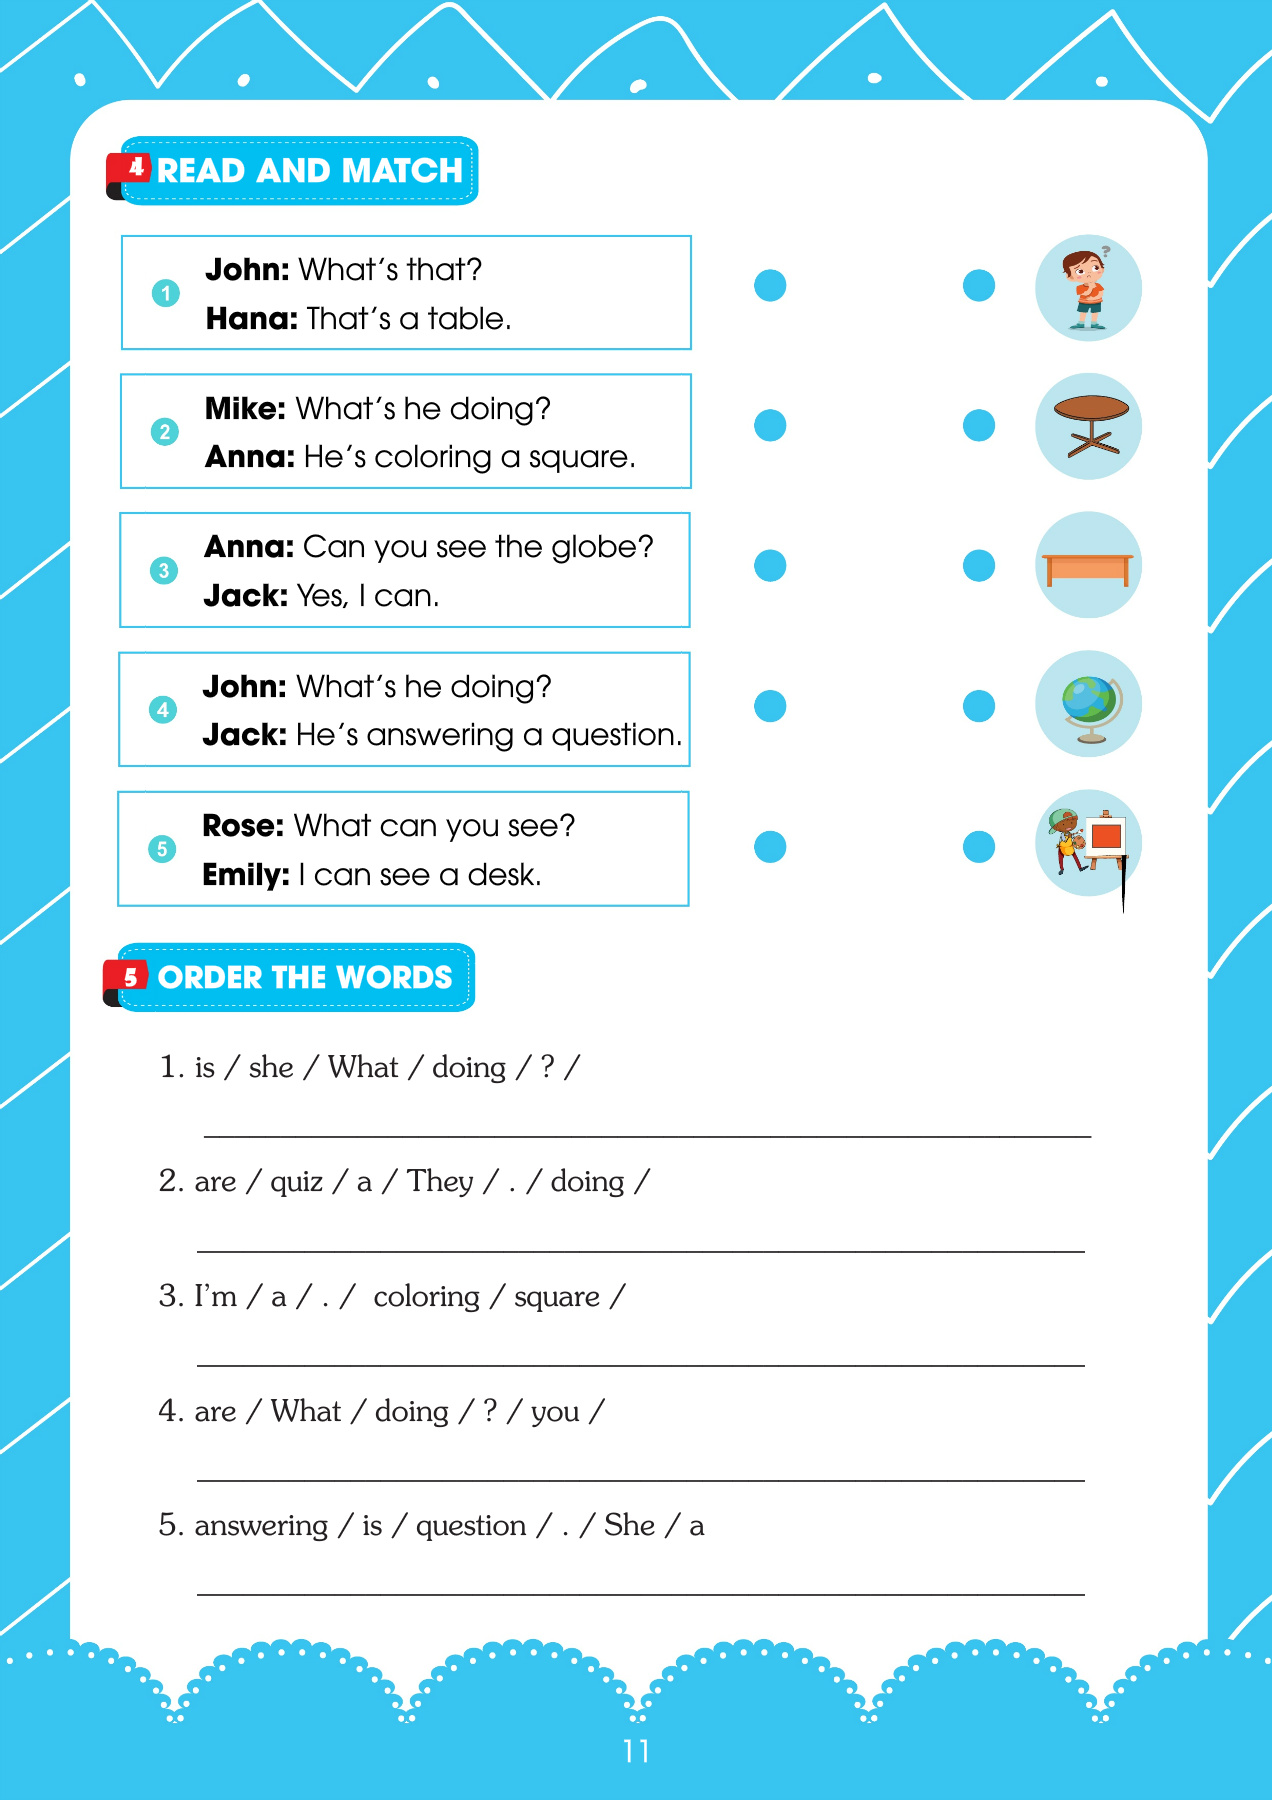 4 READ AND MATCH
1
John: What's that?
Hana: That's a table.
2
Mike: What's he doing?
Anna: He's coloring a square.
3
Anna: Can you see the globe?
Jack: Yes, I can.
4
John: What's he doing?
Jack: He's answering a question.
5
Rose: What can you see?
Emily: I can see a desk.
?
5 ORDER THE WORDS
1. is / she / What / doing / ? /
2. are / quiz / a / They / . / doing /
3. I'm / a / . / coloring / square /
4. are / What / doing / ? / you /
5. answering / is / question / . / She / a
11